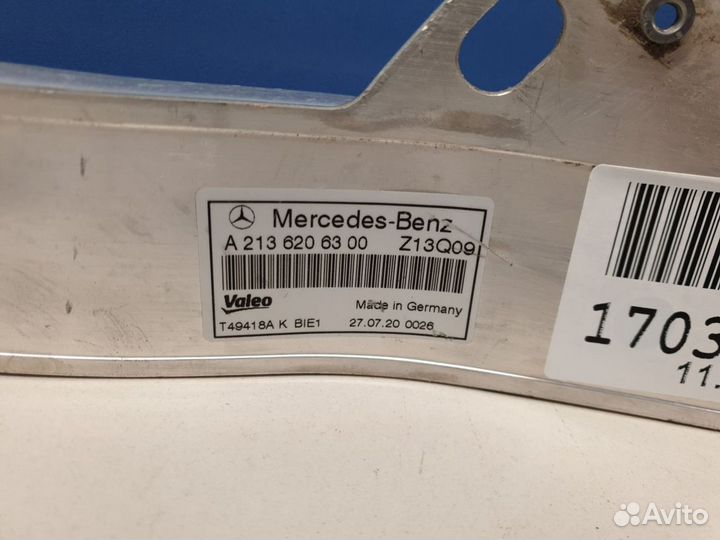 Mercedes-Benz
A 213 620 63 00 Z13Q09
Valeo Made in Germany
T49418A K BIE1 27.07.20 0026
1703
11.
Avito